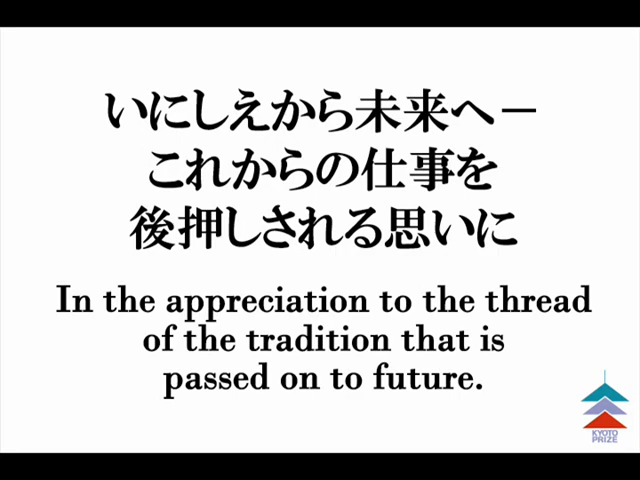 いにしえから未来へー
これからの仕事を
後押しされる思いに
In the appreciation to the thread
of the tradition that is
passed on to future.
KYOTO
PRIZE